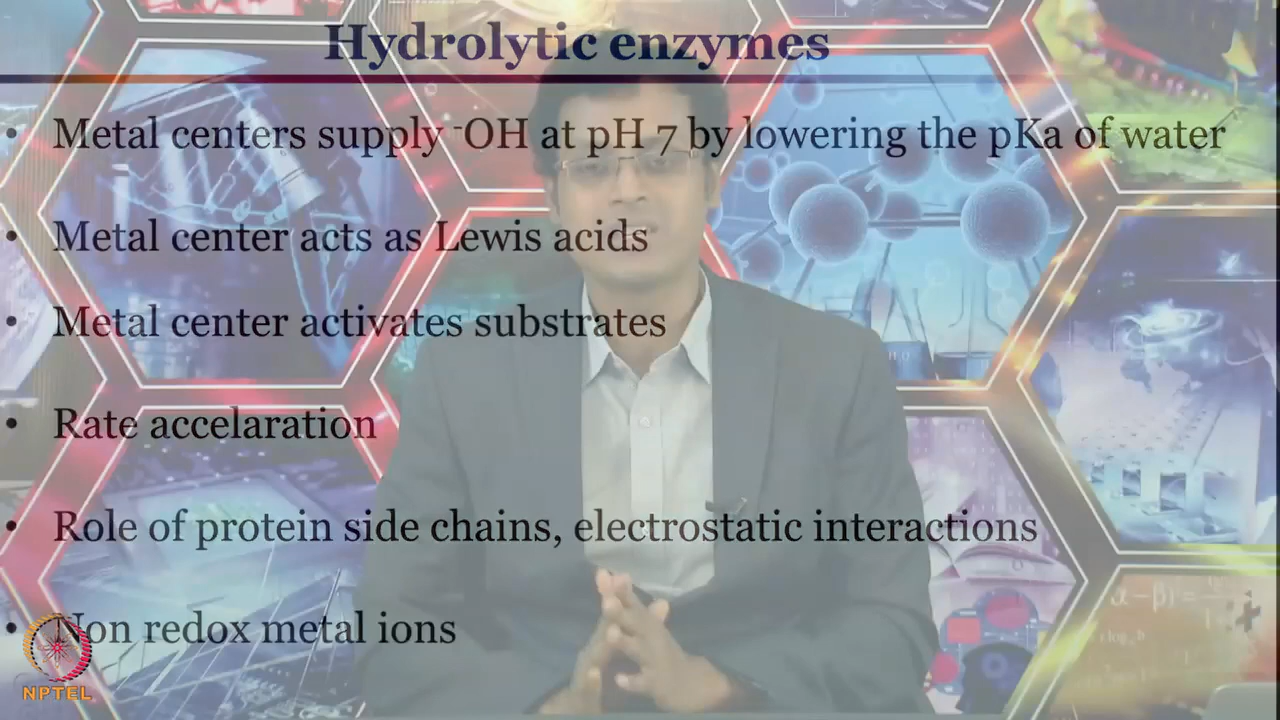 Hydrolytic enzymes
• Metal centers supply ⁻OH at pH 7 by lowering the pKa of water
• Metal center acts as Lewis acids
• Metal center activates substrates
• Rate accelaration
• Role of protein side chains, electrostatic interactions
• Non redox metal ions
NPTEL